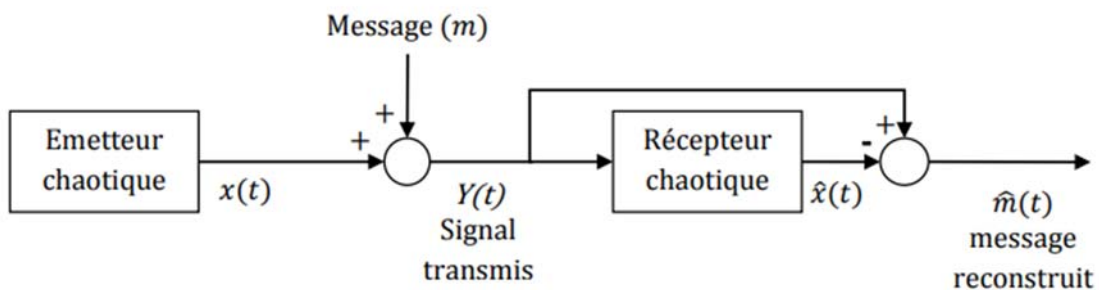 Message (m)
+
+
Emetteur
chaotique
x(t)
Y(t)
Signal
transmis
Récepteur
chaotique
+
-
x̂(t)
m̂(t)
message
reconstruit